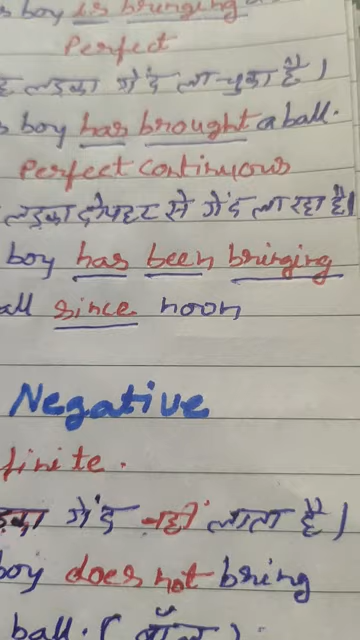 boy is bringing
Perfect
लड़का गेंद ला चुका है।
boy has brought a ball.
Perfect Continuous
लड़का दोपहर से गेंद ला रहा है।
boy has been bringing
all since noon
Negative
finite.
ड़का गेंद नहीं लाता है।
boy does not bring
ball. (बॉल).